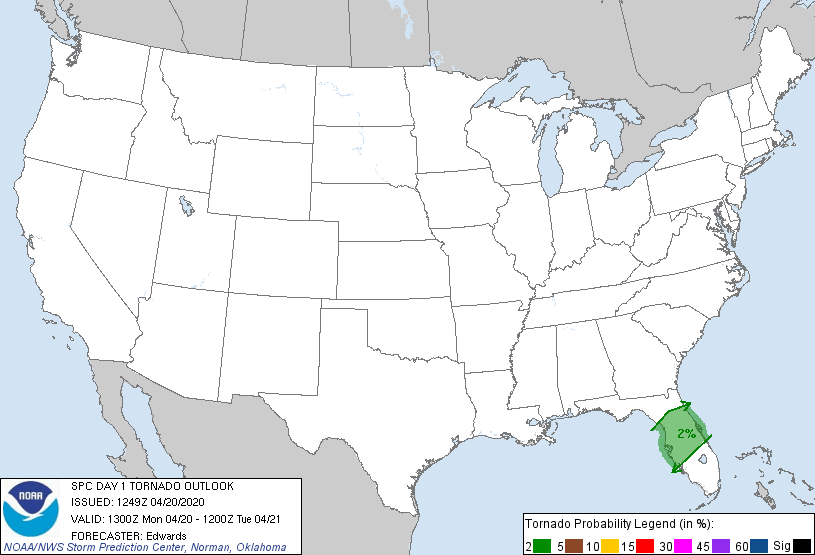 2%
NOAA
SPC DAY 1 TORNADO OUTLOOK
ISSUED: 1249Z 04/20/2020
VALID: 1300Z Mon 04/20 - 1200Z Tue 04/21
FORECASTER: Edwards
NOAA/NWS Storm Prediction Center, Norman, Oklahoma
Tornado Probability Legend (in %):
2 5 10 15 30 45 60 Sig